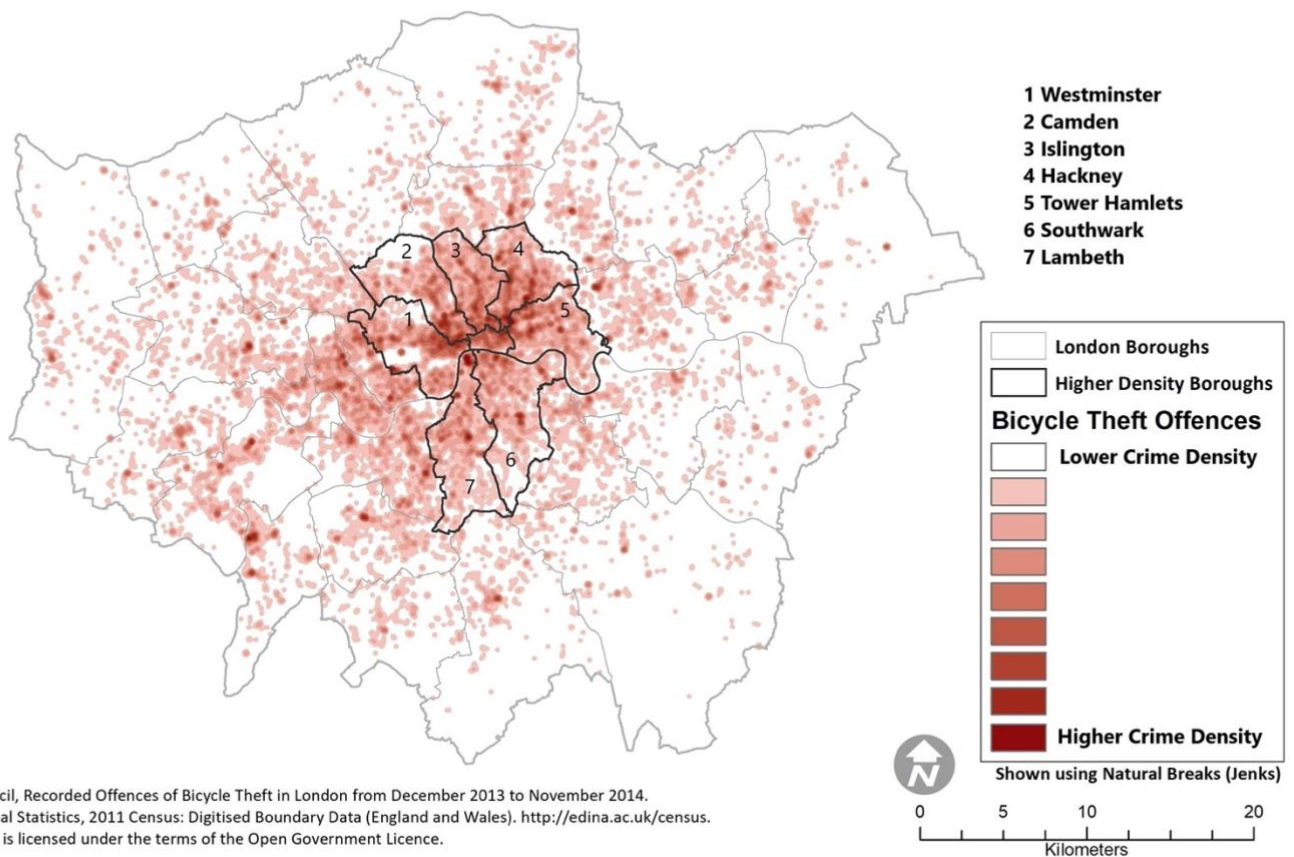 1 Westminster
2 Camden
3 Islington
4 Hackney
5 Tower Hamlets
6 Southwark
7 Lambeth
2
3
4
1
5
6
7
London Boroughs
Higher Density Boroughs
Bicycle Theft Offences
Lower Crime Density
Higher Crime Density
Shown using Natural Breaks (Jenks)
N
0 5 10 20
Kilometers
cil, Recorded Offences of Bicycle Theft in London from December 2013 to November 2014.
al Statistics, 2011 Census: Digitised Boundary Data (England and Wales). http://edina.ac.uk/census.
is licensed under the terms of the Open Government Licence.